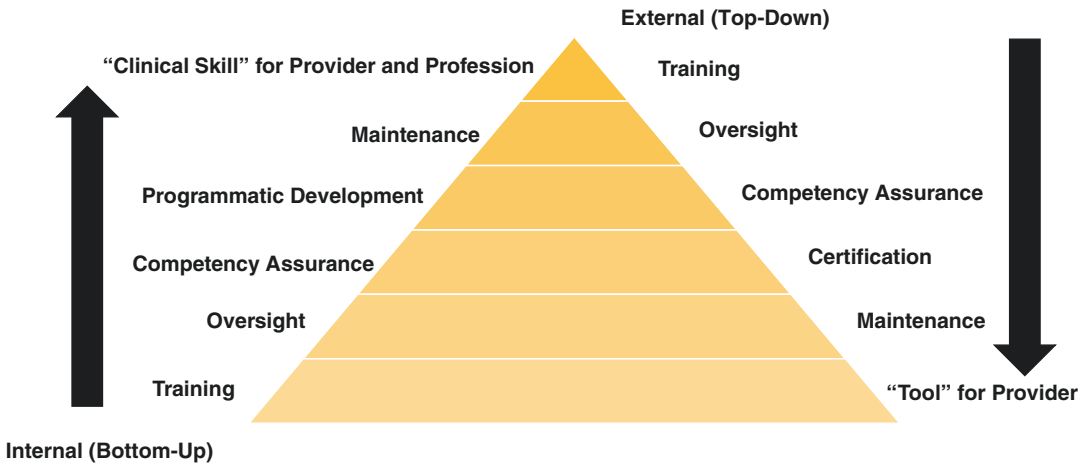 External (Top-Down)
“Clinical Skill” for Provider and Profession
Training
Maintenance
Oversight
Programmatic Development
Competency Assurance
Competency Assurance
Certification
Oversight
Maintenance
Training
“Tool” for Provider
Internal (Bottom-Up)